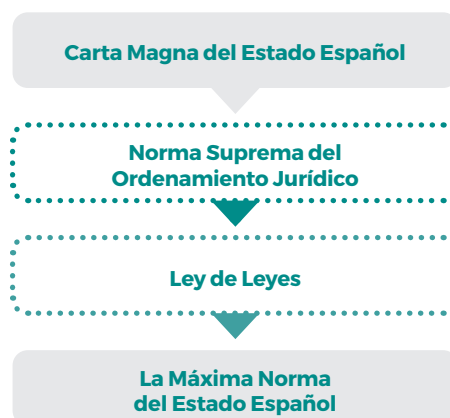 Carta Magna del Estado Español
Norma Suprema del
Ordenamiento Jurídico
Ley de Leyes
La Máxima Norma
del Estado Español